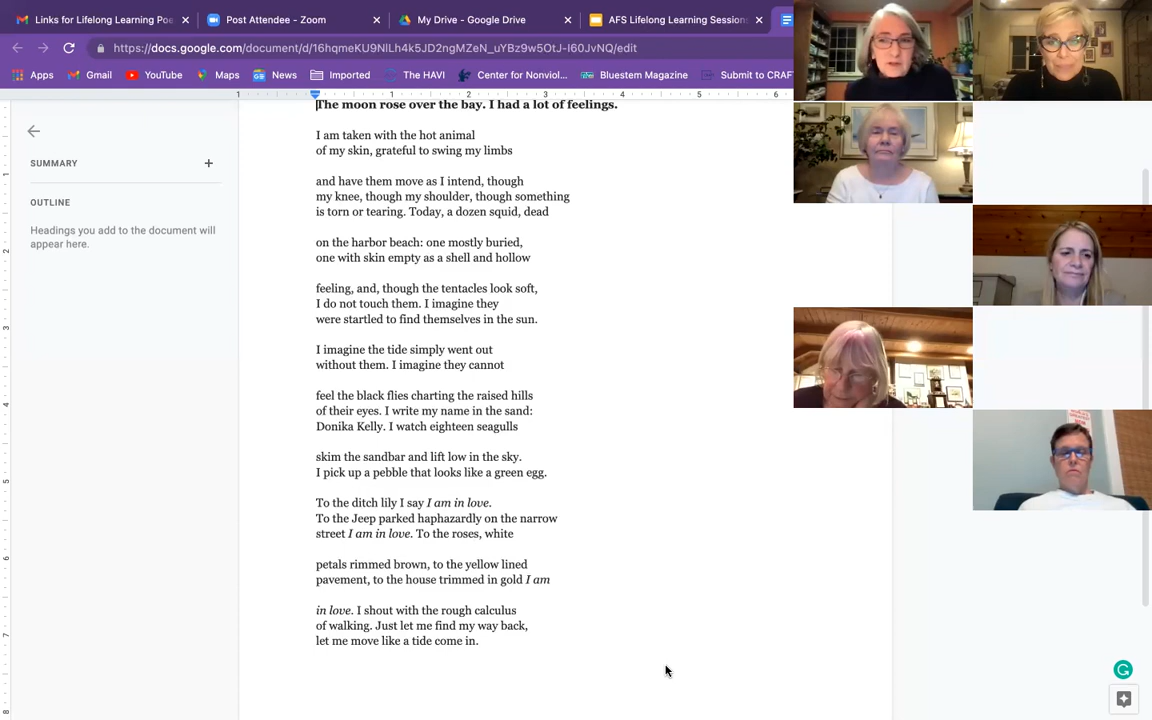 Links for Lifelong Learning Poe
Post Attendee - Zoom
My Drive - Google Drive
AFS Lifelong Learning Sessions
Apps
Gmail
YouTube
Maps
News
Imported
The HAVI
Center for Nonviol...
Bluestem Magazine
Submit to CRAF
SUMMARY
OUTLINE
Headings you add to the document will
appear here.
The moon rose over the bay. I had a lot of feelings.
I am taken with the hot animal
of my skin, grateful to swing my limbs
and have them move as I intend, though
my knee, though my shoulder, though something
is torn or tearing. Today, a dozen squid, dead
on the harbor beach: one mostly buried,
one with skin empty as a shell and hollow
feeling, and, though the tentacles look soft,
I do not touch them. I imagine they
were startled to find themselves in the sun.
I imagine the tide simply went out
without them. I imagine they cannot
feel the black flies charting the raised hills
of their eyes. I write my name in the sand:
Donika Kelly. I watch eighteen seagulls
skim the sandbar and lift low in the sky.
I pick up a pebble that looks like a green egg.
To the ditch lily I say I am in love.
To the Jeep parked haphazardly on the narrow
street I am in love. To the roses, white
petals rimmed brown, to the yellow lined
pavement, to the house trimmed in gold I am
in love. I shout with the rough calculus
of walking. Just let me find my way back,
let me move like a tide come in.